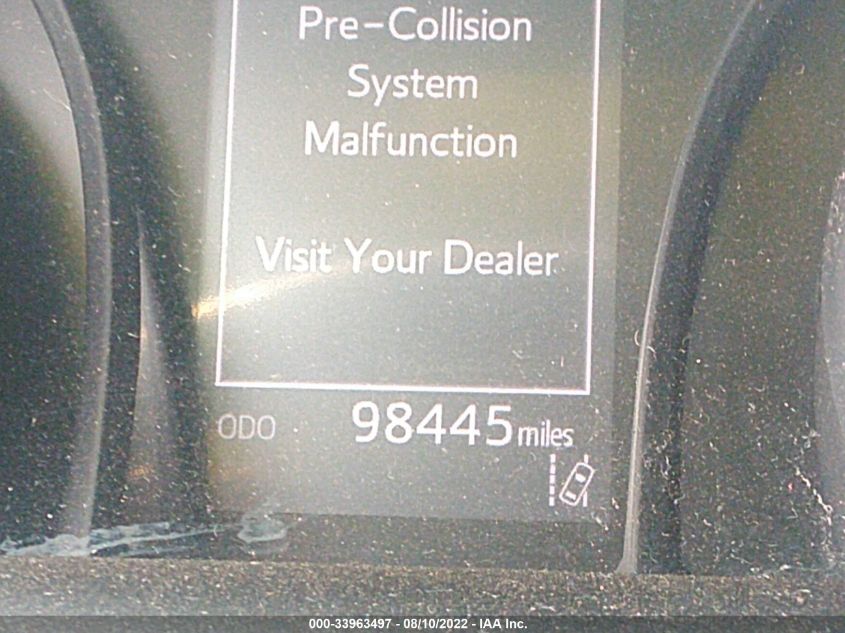 Pre-Collision
System
Malfunction
Visit Your Dealer
ODO 98445 miles
000-33963497 - 08/10/2022 - IAA Inc.